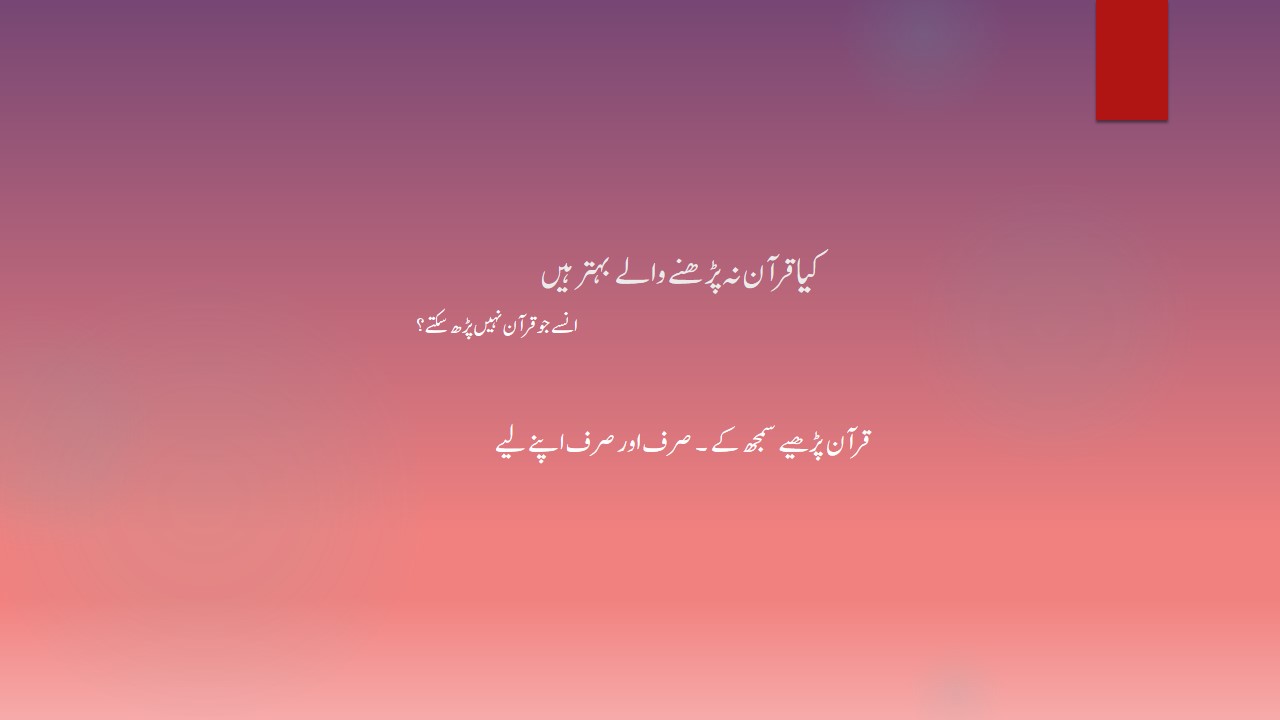 کیا قرآن نہ پڑھنے والے بہتر ہیں
انسے جو قرآن نہیں پڑھ سکتے؟
قرآن پڑھیے سمجھ کے ۔ صرف اور صرف اپنے لیے